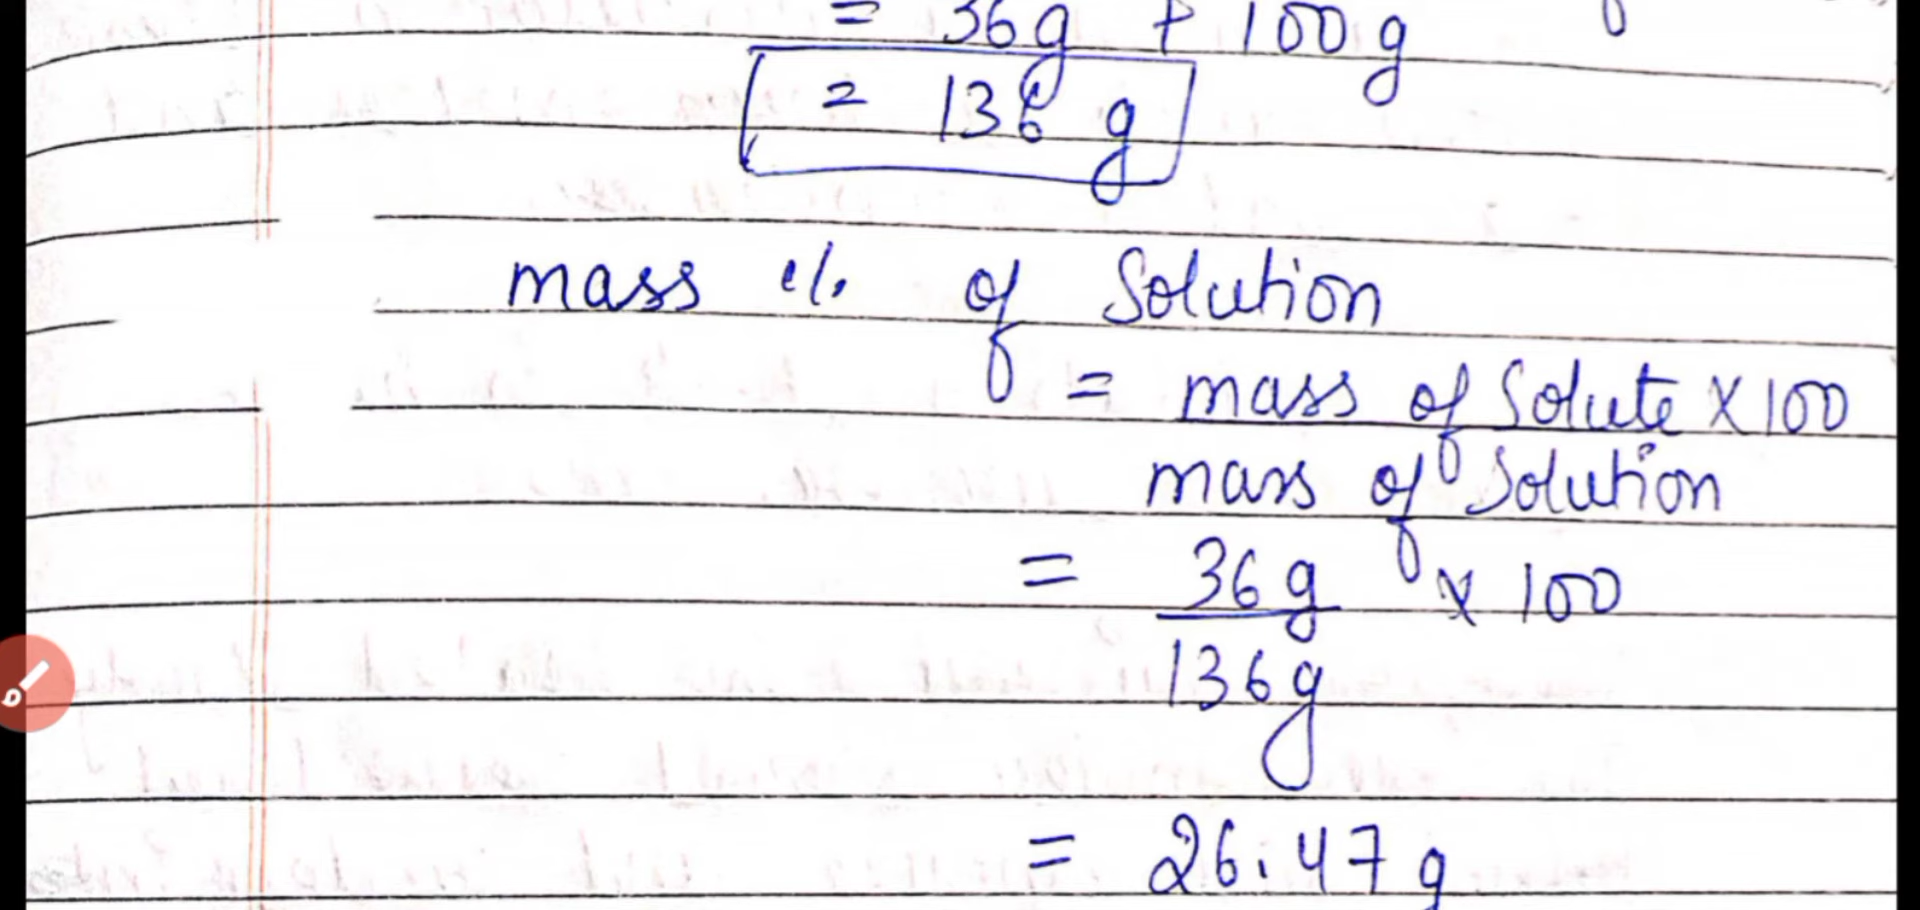 = 36g + 100g
= 136 g
mass % of Solution
= mass of Solute × 100
mass of Solution
= 36g × 100
136g
= 26.47 g